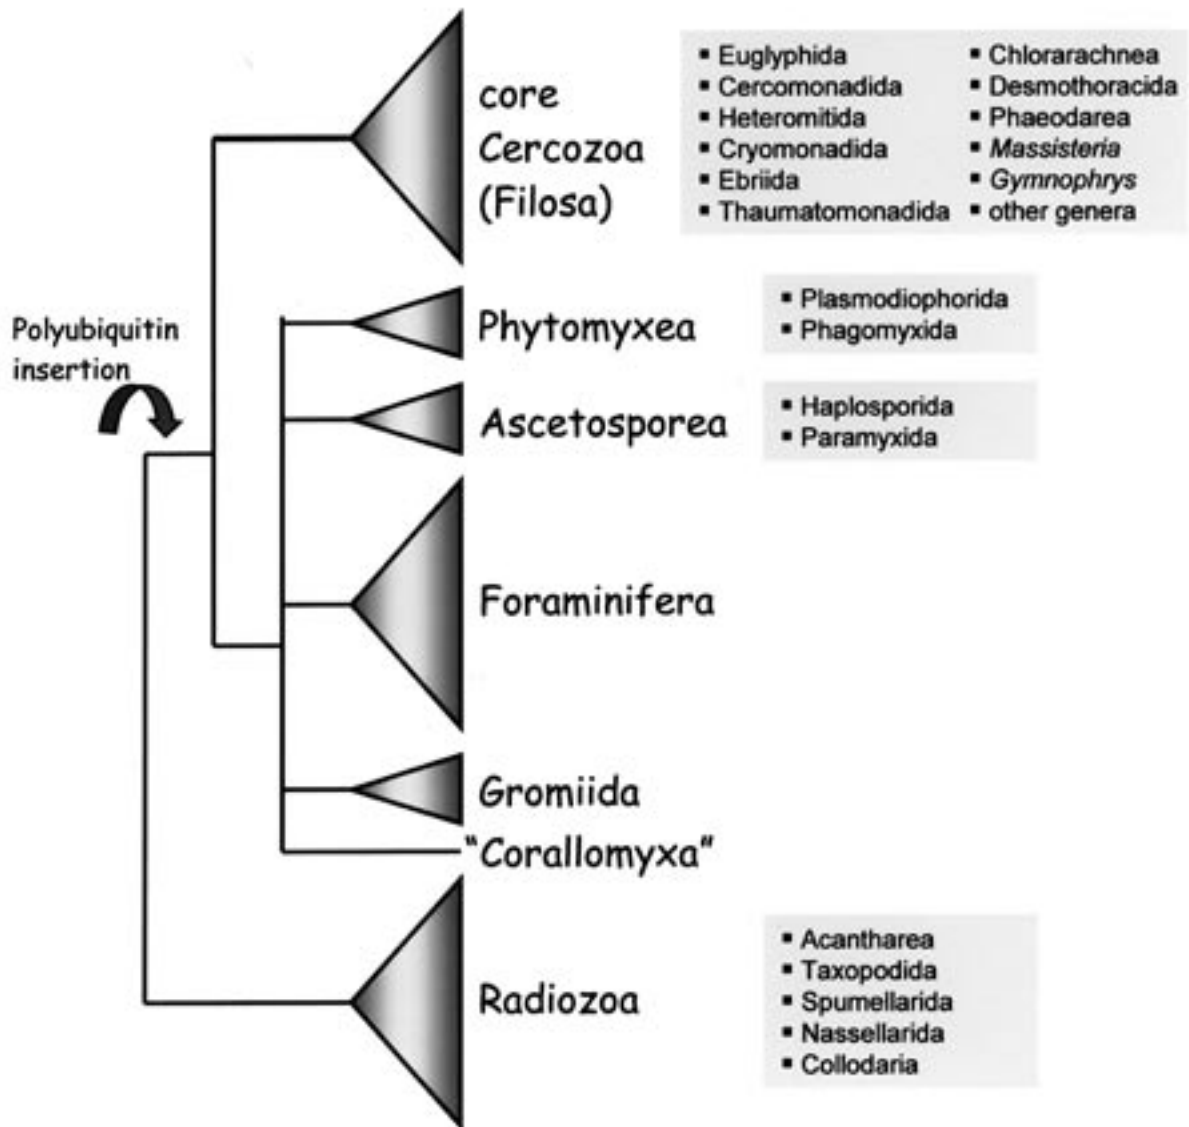 core
Cercozoa
(Filosa)
▪ Euglyphida
▪ Cercomonadida
▪ Heteromitida
▪ Cryomonadida
▪ Ebriida
▪ Thaumatomonadida
▪ Chlorarachnea
▪ Desmothoracida
▪ Phaeodarea
▪ Massisteria
▪ Gymnophrys
▪ other genera
Polyubiquitin
insertion
Phytomyxea
▪ Plasmodiophorida
▪ Phagomyxida
Ascetosporea
▪ Haplosporida
▪ Paramyxida
Foraminifera
Gromiida
“Corallomyxa”
Radiozoa
▪ Acantharea
▪ Taxopodida
▪ Spumellarida
▪ Nassellarida
▪ Collodaria